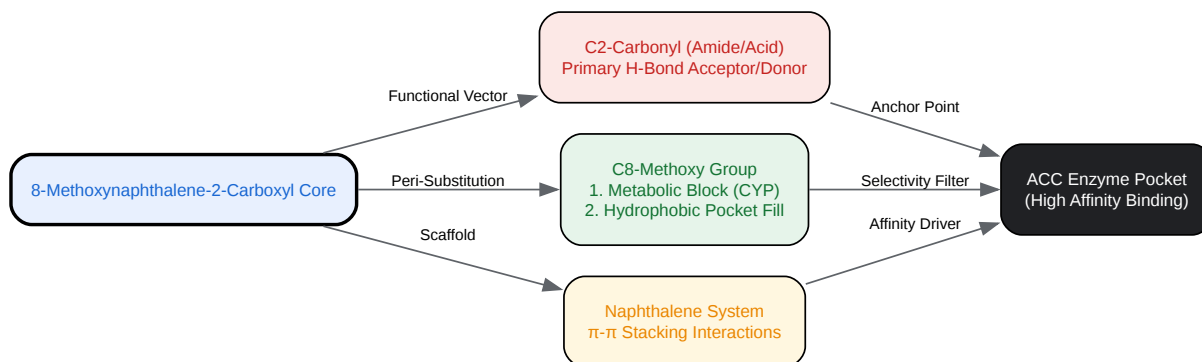 C2-Carbonyl (Amide/Acid)
Primary H-Bond Acceptor/Donor
Functional Vector
Anchor Point
8-Methoxynaphthalene-2-Carboxyl Core
Peri-Substitution
C8-Methoxy Group
1. Metabolic Block (CYP)
2. Hydrophobic Pocket Fill
Selectivity Filter
ACC Enzyme Pocket
(High Affinity Binding)
Scaffold
Affinity Driver
Naphthalene System
π-π Stacking Interactions